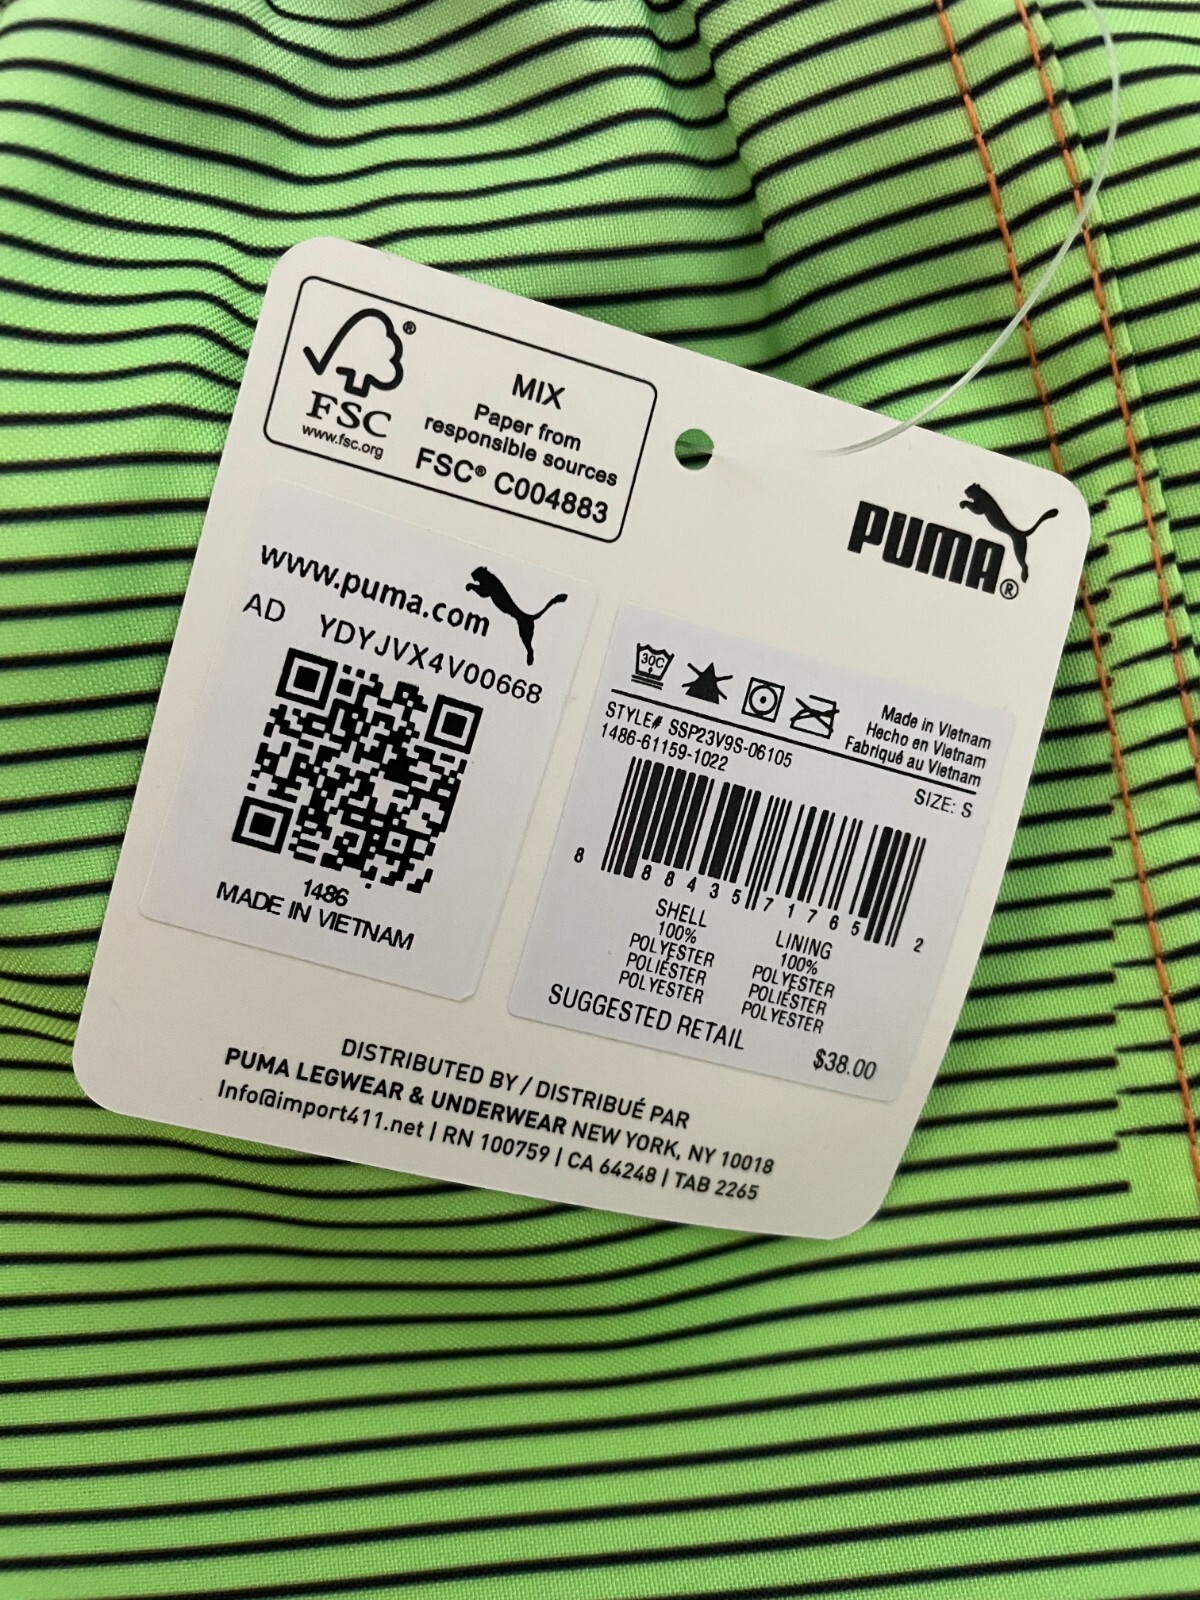 FSC
www.fsc.org
MIX
Paper from
responsible sources
FSC® C004883
PUMA®
www.puma.com
AD YDYJVX4V00668
1486
MADE IN VIETNAM
30C
Made in Vietnam
Hecho en Vietnam
Fabriqué au Vietnam
STYLE# SSP23V9S-06105
1486-61159-1022
SIZE: S
8 88435 71765 2
SHELL
100%
POLYESTER
POLIÉSTER
POLYESTER
LINING
100%
POLYESTER
POLIÉSTER
POLYESTER
SUGGESTED RETAIL
$38.00
DISTRIBUTED BY / DISTRIBUÉ PAR
PUMA LEGWEAR & UNDERWEAR NEW YORK, NY 10018
Info@import411.net | RN 100759 | CA 64248 | TAB 2265